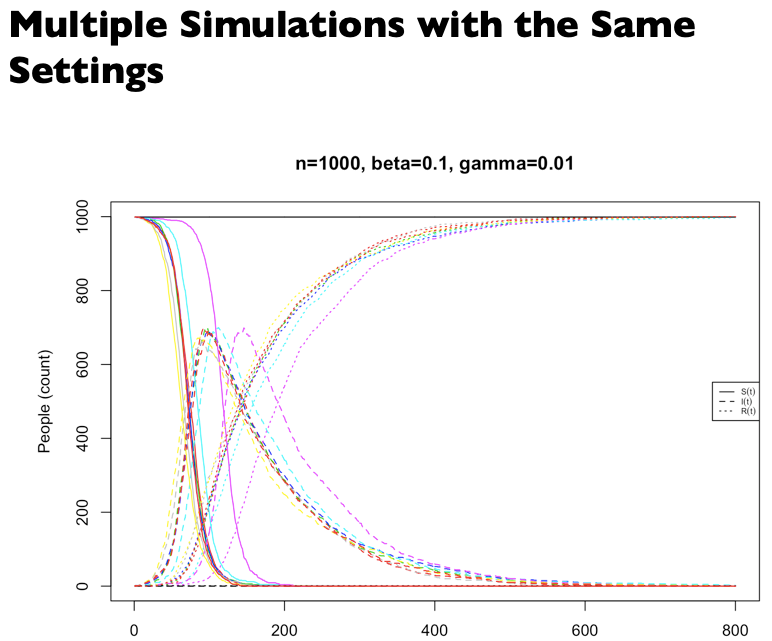 Multiple Simulations with the Same
Settings
n=1000, beta=0.1, gamma=0.01
People (count)
1000
800
600
400
200
0
S(t)
I(t)
R(t)
0 200 400 600 800